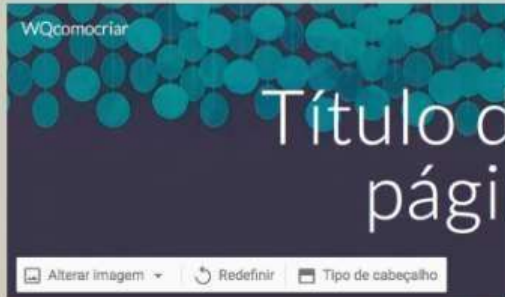 WQcomocriar
Título d
pági
Alterar imagem
Redefinir
Tipo de cabeçalho